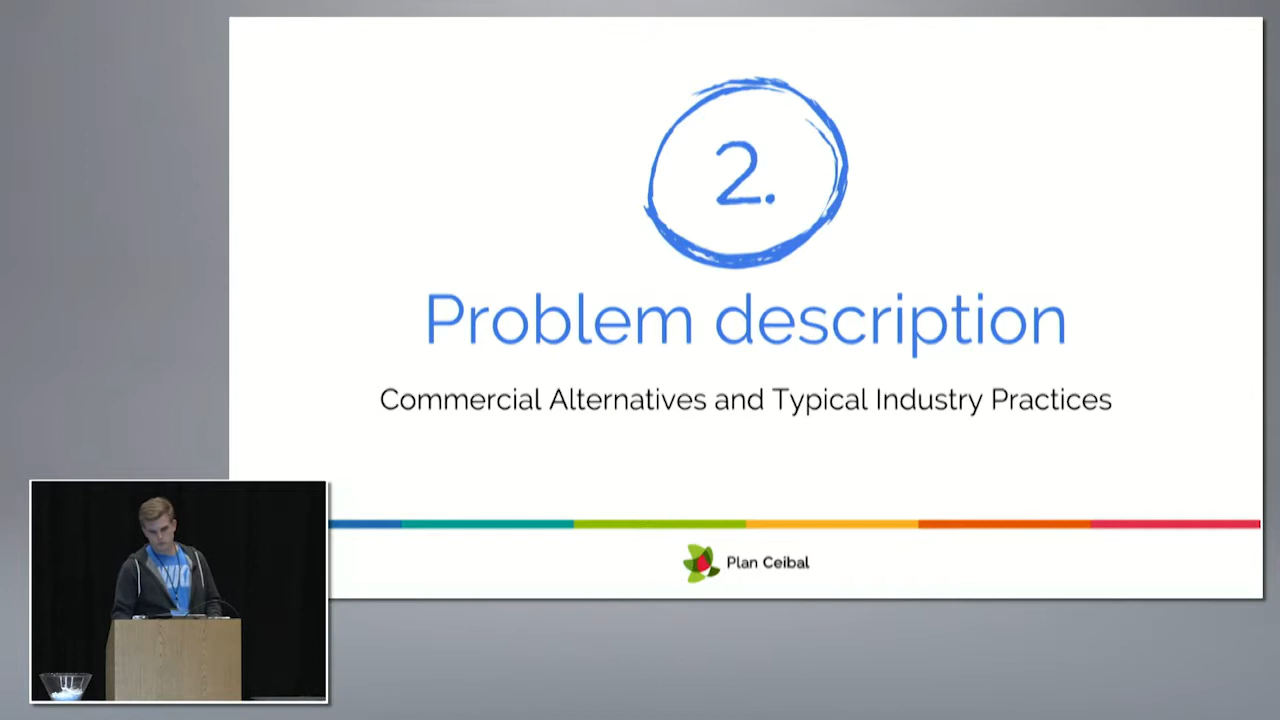 2.
Problem description
Commercial Alternatives and Typical Industry Practices
Plan Ceibal